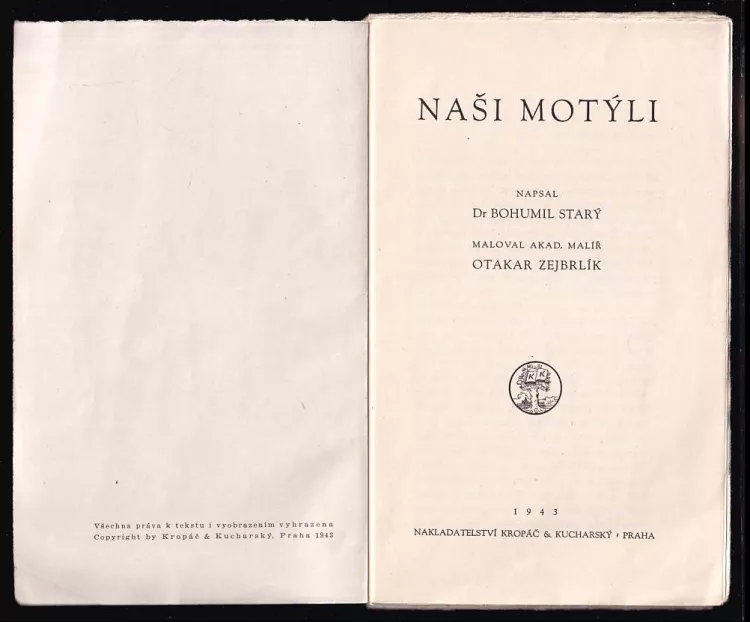 Všechna práva k tekstu i vyobrazením vyhrazena
Copyright by Kropáč & Kucharský, Praha 1943
NAŠI MOTÝLI
NAPSAL
Dr BOHUMIL STARÝ
MALOVAL AKAD. MALÍŘ
OTAKAR ZEJBRLÍK
K K
1943
NAKLADATELSTVÍ KROPÁČ & KUCHARSKÝ, PRAHA